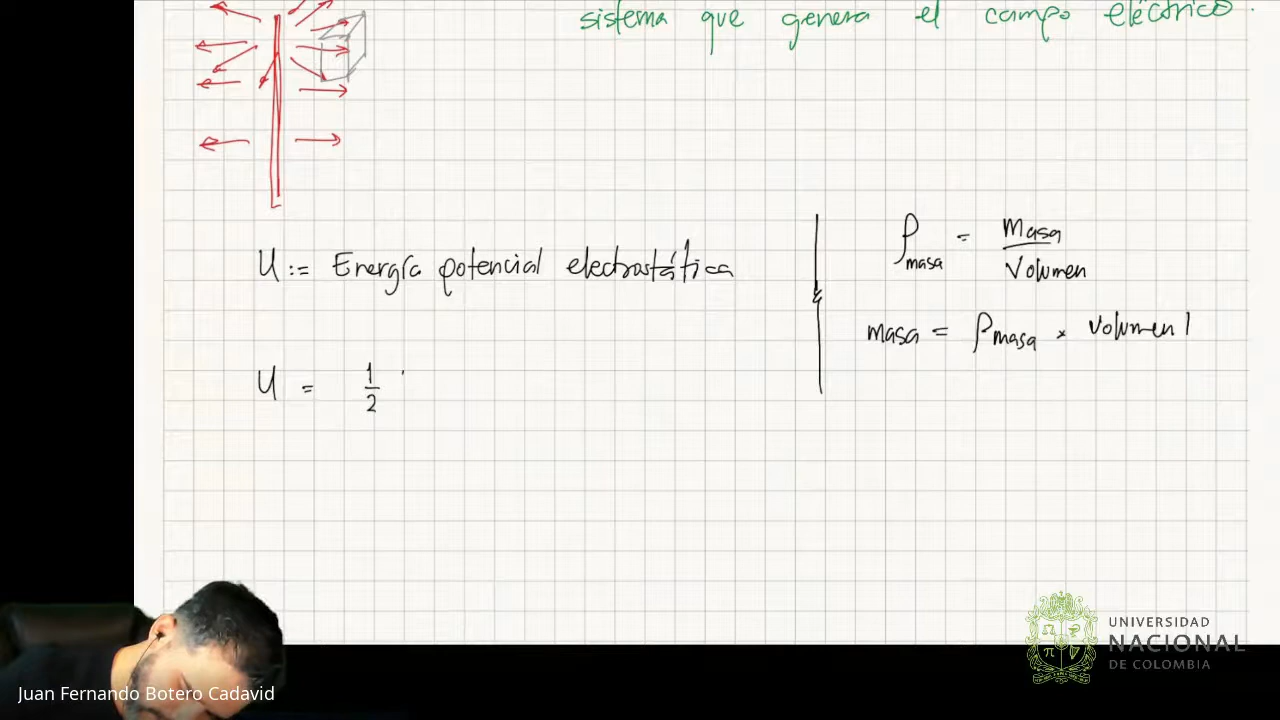 sistema que genera el campo eléctrico.
U := Energía potencial electrostática
ρmasa = Masa / Volumen
masa = ρmasa × Volumen
U = 1/2
UNIVERSIDAD
NACIONAL
DE COLOMBIA
Juan Fernando Botero Cadavid